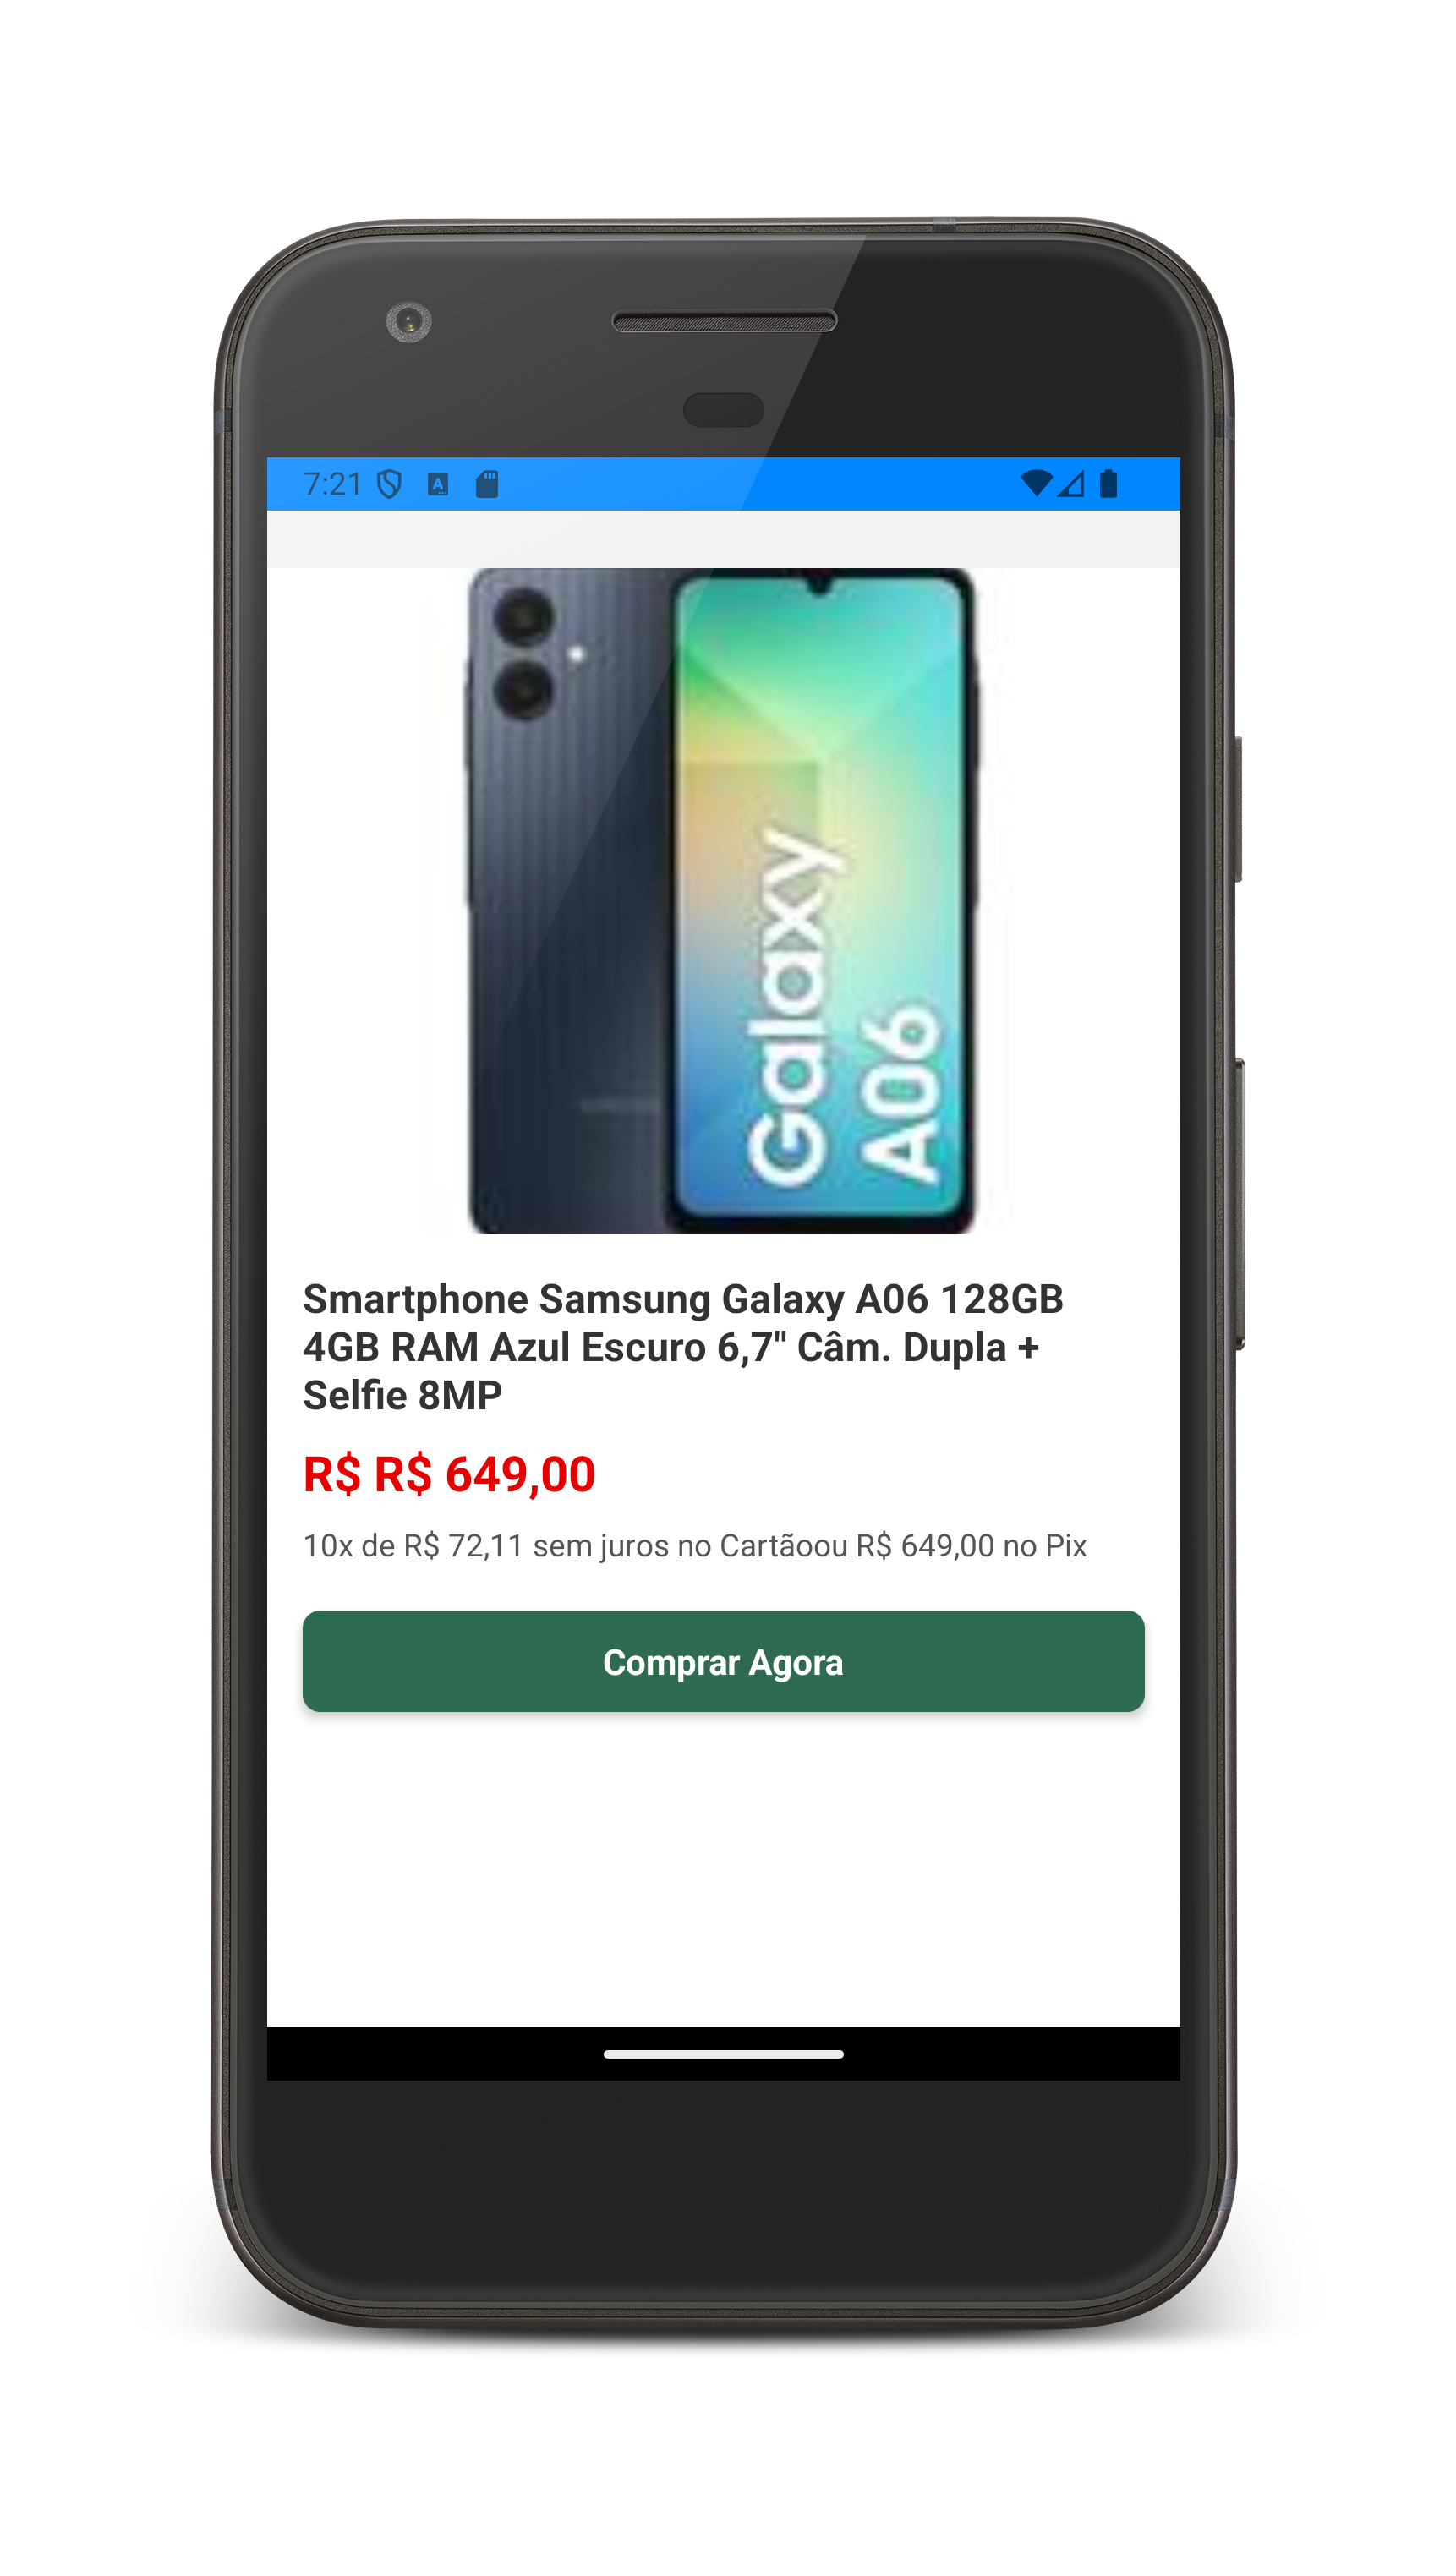 7:21
A
Galaxy
A06
Smartphone Samsung Galaxy A06 128GB
4GB RAM Azul Escuro 6,7" Câm. Dupla +
Selfie 8MP
R$ R$ 649,00
10x de R$ 72,11 sem juros no Cartãoou R$ 649,00 no Pix
Comprar Agora